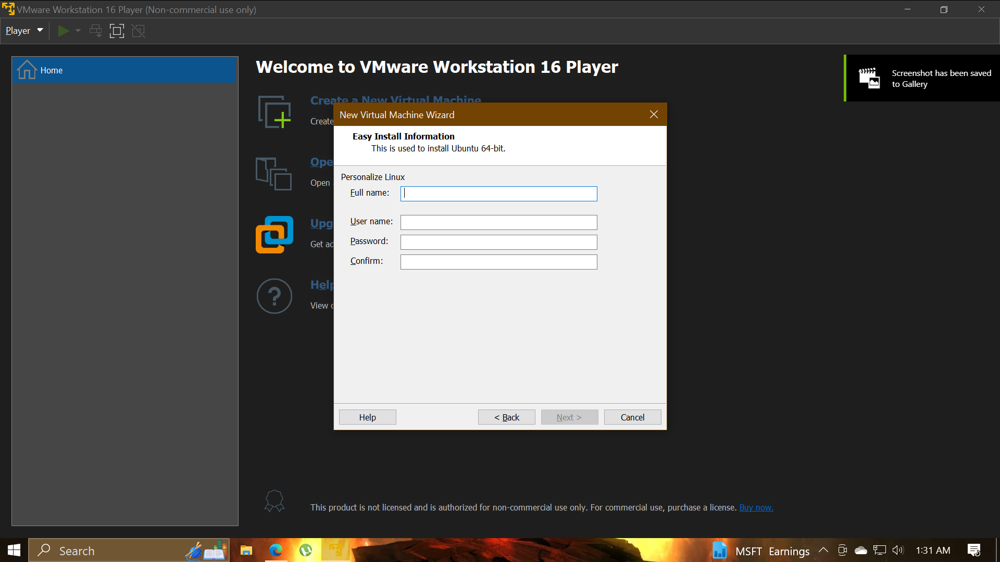 VMware Workstation 16 Player (Non-commercial use only)
Player
Home
Welcome to VMware Workstation 16 Player
Screenshot has been saved
to Gallery
Create a New Virtual Machine
Create
Ope
Open
Upg
Get ad
Help
View
New Virtual Machine Wizard
Easy Install Information
This is used to install Ubuntu 64-bit.
Personalize Linux
Full name:
User name:
Password:
Confirm:
Help
< Back
Next >
Cancel
This product is not licensed and is authorized for non-commercial use only. For commercial use, purchase a license. Buy now.
Search
MSFT Earnings
1:31 AM